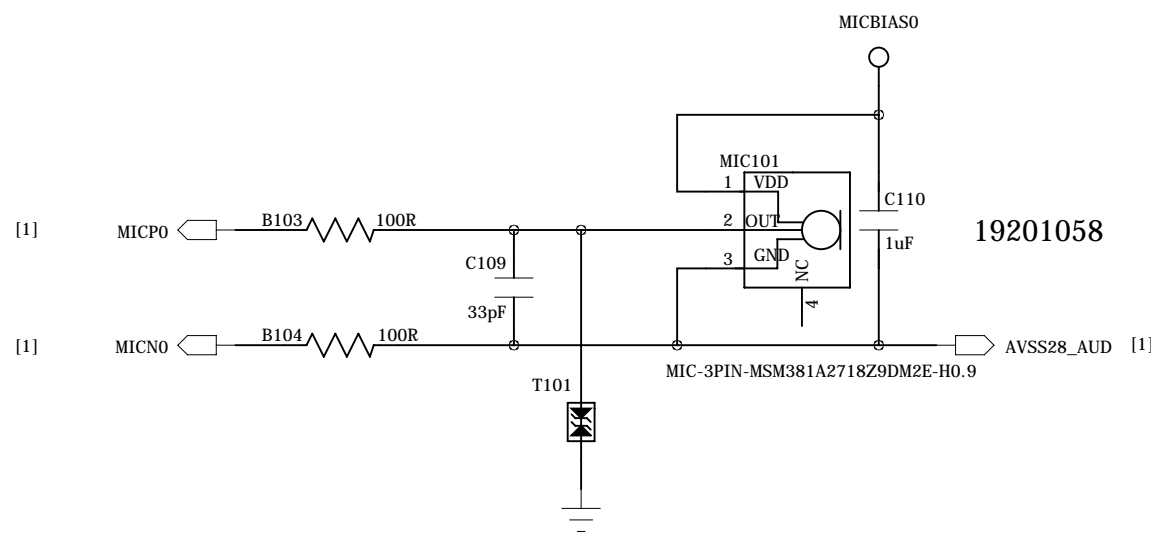 MICBIAS0
MIC101
1 VDD
C110
[1] MICP0 B103 100R 2 OUT 19201058
1uF
C109 3 GND
NC
33pF 4
[1] MICN0 B104 100R AVSS28_AUD [1]
MIC-3PIN-MSM381A2718Z9DM2E-H0.9
T101